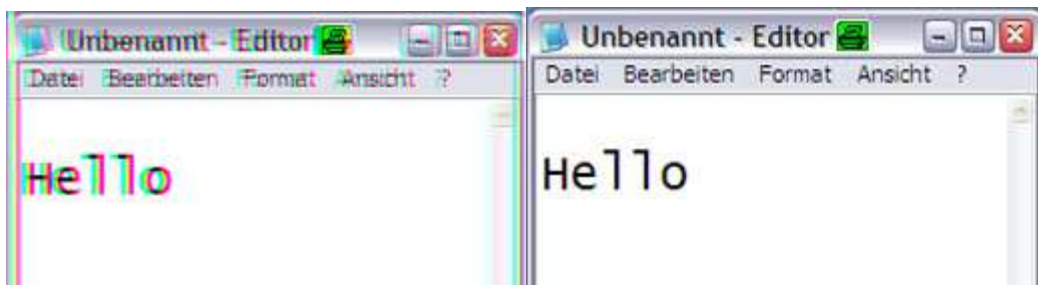 Unbenannt - Editor
Datei Bearbeiten Format Ansicht ?
Hello
Unbenannt - Editor
Datei Bearbeiten Format Ansicht ?
Hello